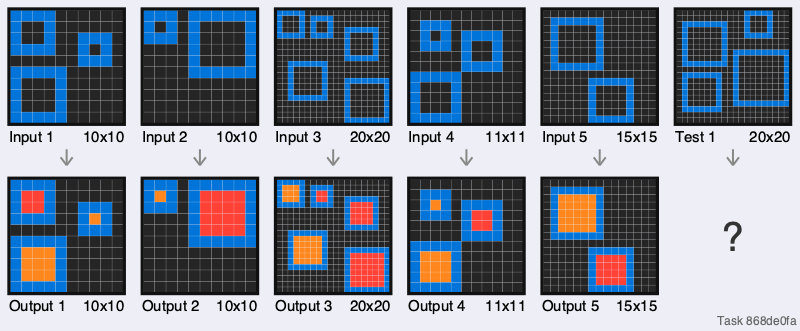 Input 1 10x10 Input 2 10x10 Input 3 20x20 Input 4 11x11 Input 5 15x15 Test 1 20x20
?
Output 1 10x10 Output 2 10x10 Output 3 20x20 Output 4 11x11 Output 5 15x15
Task 868de0fa